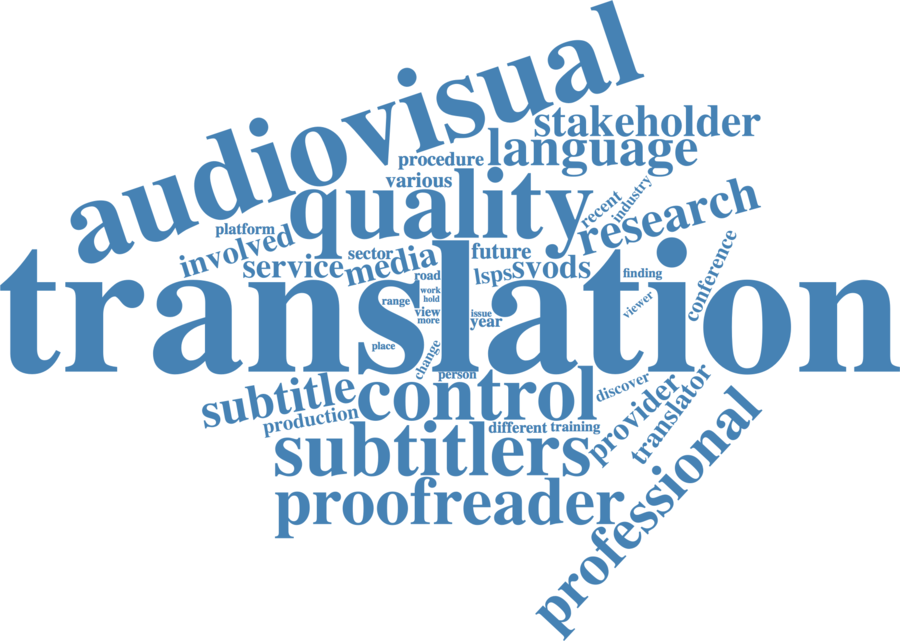 audiovisual
stakeholder
language
procedure
various
quality
recent
industry
research
platform
involved
service
sector
media
future
lsps
svods
road
finding
conference
translation
work
hold
range
view
more
issue
year
viewer
place
change
person
subtitle
production
control
discover
provider
translator
different
training
subtitlers
proofreader
professional